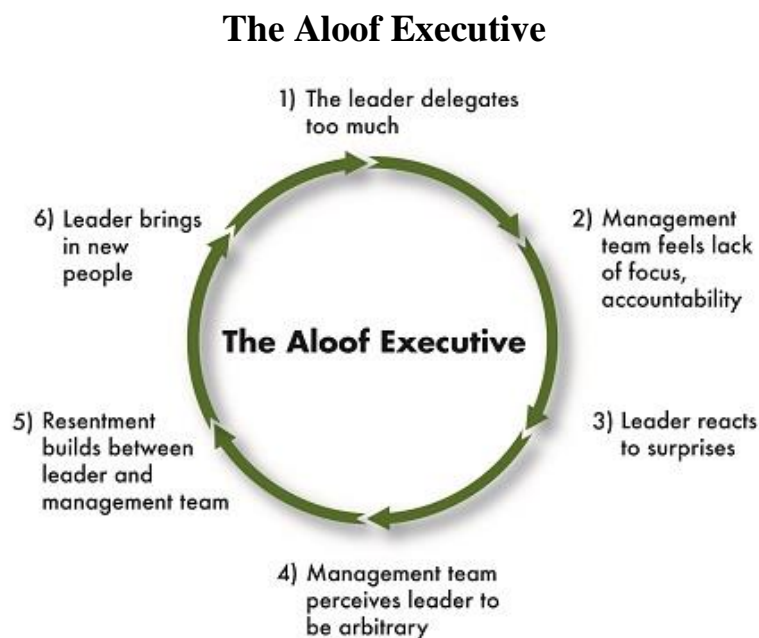 The Aloof Executive
1) The leader delegates
too much
2) Management
team feels lack
of focus,
accountability
3) Leader reacts
to surprises
4) Management team
perceives leader to
be arbitrary
5) Resentment
builds between
leader and
management team
6) Leader brings
in new
people
The Aloof Executive